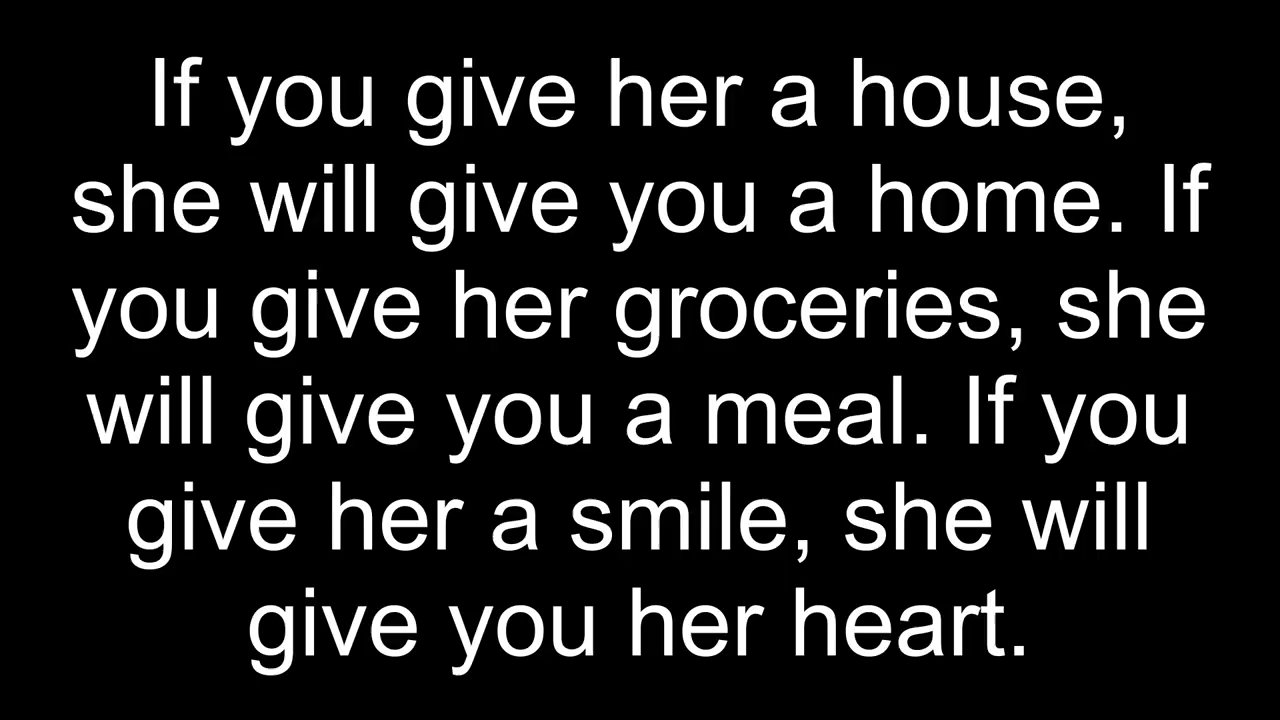 If you give her a house,
she will give you a home. If
you give her groceries, she
will give you a meal. If you
give her a smile, she will
give you her heart.